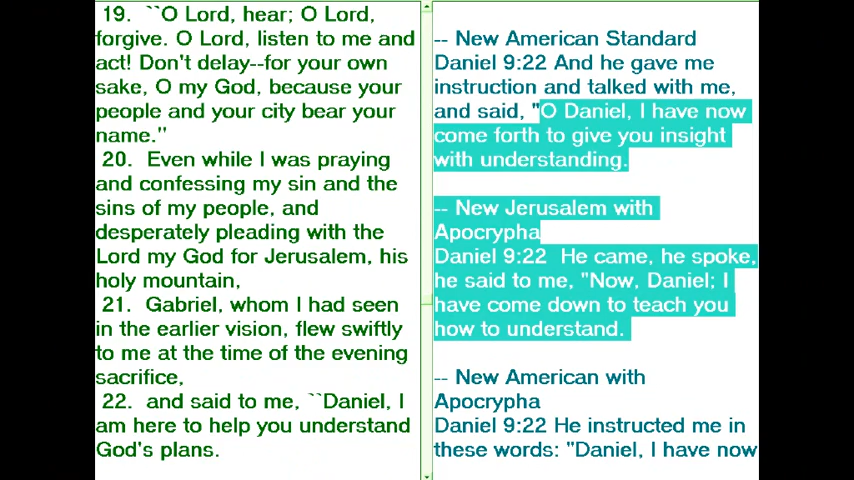 19.  ``O Lord, hear; O Lord,
forgive. O Lord, listen to me and
act! Don't delay--for your own
sake, O my God, because your
people and your city bear your
name.''
20.  Even while I was praying
and confessing my sin and the
sins of my people, and
desperately pleading with the
Lord my God for Jerusalem, his
holy mountain,
21.  Gabriel, whom I had seen
in the earlier vision, flew swiftly
to me at the time of the evening
sacrifice,
22.  and said to me, ``Daniel, I
am here to help you understand
God's plans.
-- New American Standard
Daniel 9:22 And he gave me
instruction and talked with me,
and said, "O Daniel, I have now
come forth to give you insight
with understanding.
-- New Jerusalem with
Apocrypha
Daniel 9:22  He came, he spoke,
he said to me, "Now, Daniel; I
have come down to teach you
how to understand.
-- New American with
Apocrypha
Daniel 9:22 He instructed me in
these words: "Daniel, I have now